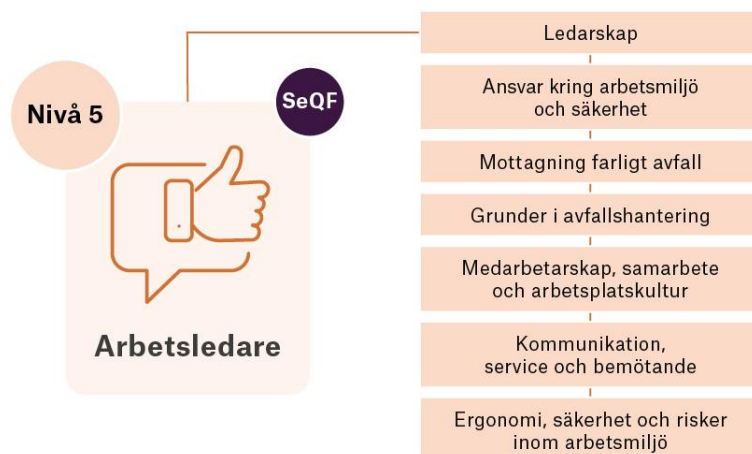 Nivå 5
SeQF
Arbetsledare
Ledarskap
Ansvar kring arbetsmiljö
och säkerhet
Mottagning farligt avfall
Grunder i avfallshantering
Medarbetarskap, samarbete
och arbetsplatskultur
Kommunikation,
service och bemötande
Ergonomi, säkerhet och risker
inom arbetsmiljö